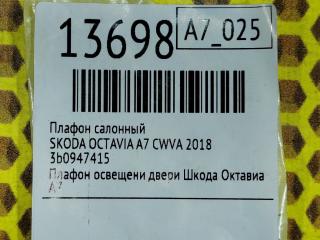 13698 A7_025
Плафон салонный
SKODA OCTAVIA A7 CWVA 2018
3b0947415
Плафон освещени двери Шкода Октавиа
А7